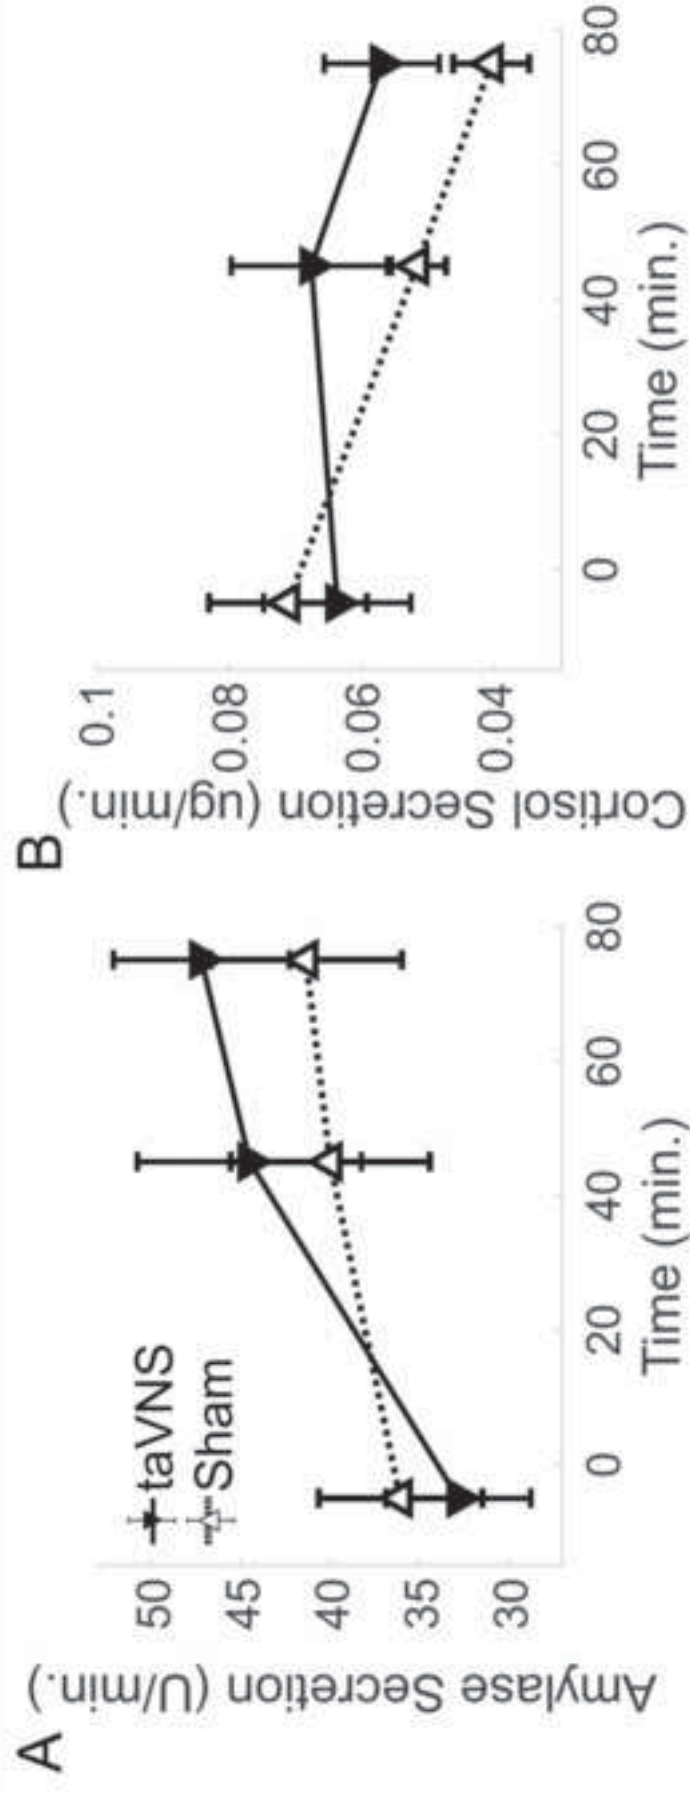 A
Amylase Secretion (U/min.)
50
45
40
35
30
taVNS
Sham
0
20
40
60
80
Time (min.)
B
Cortisol Secretion (ug/min.)
0.1
0.08
0.06
0.04
0
20
40
60
80
Time (min.)